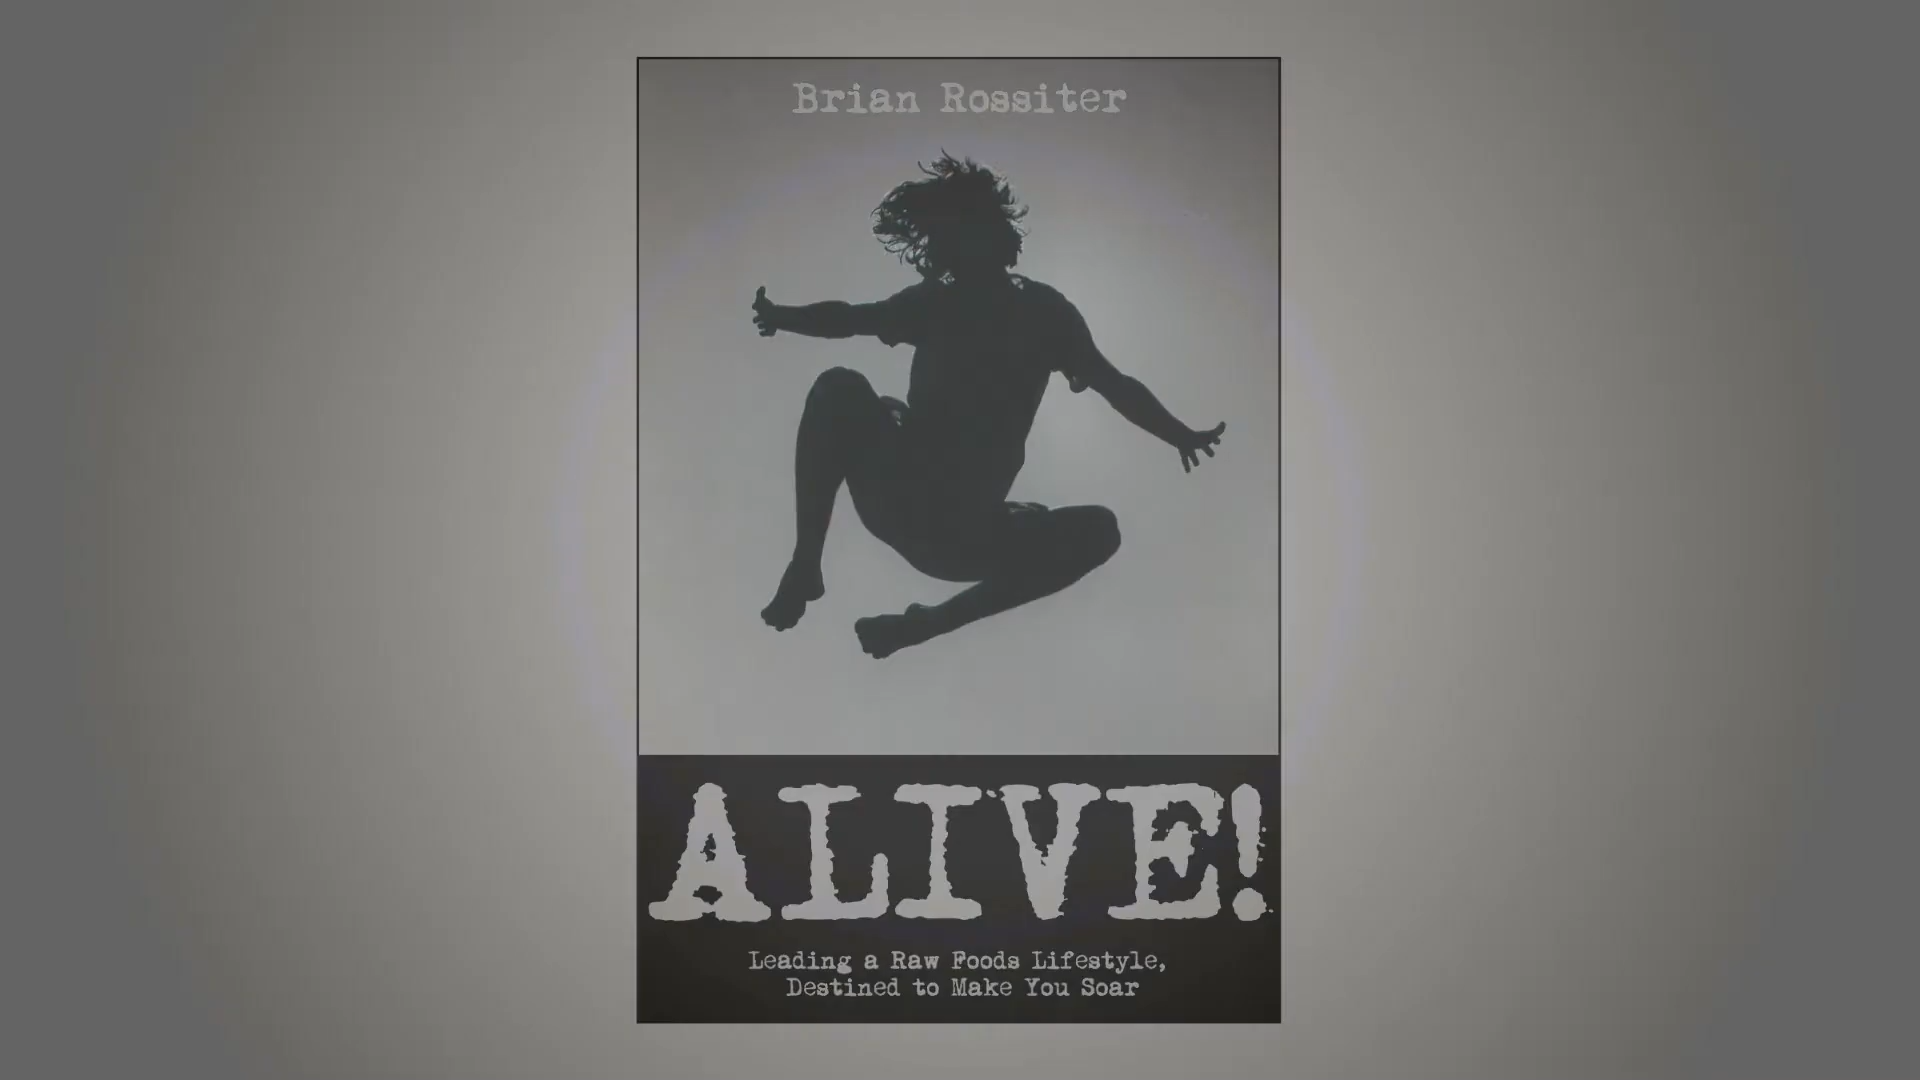 Brian Rossiter
ALIVE!
Leading a Raw Foods Lifestyle,
Destined to Make You Soar